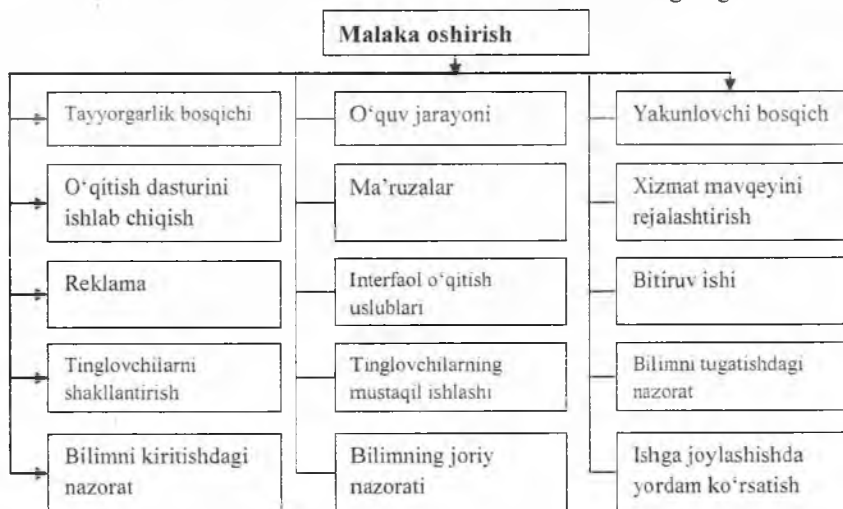 Malaka oshirish
Tayyorgarlik bosqichi
O‘quv jarayoni
Yakunlovchi bosqich
O‘qitish dasturini
ishlab chiqish
Ma’ruzalar
Xizmat mavqeyini
rejalashtirish
Reklama
Interfaol o‘qitish
uslublari
Bitiruv ishi
Tinglovchilarni
shakllantirish
Tinglovchilarning
mustaqil ishlashi
Bilimni tugatishdagi
nazorat
Bilimni kiritishdagi
nazorat
Bilimning joriy
nazorati
Ishga joylashishda
yordam ko‘rsatish